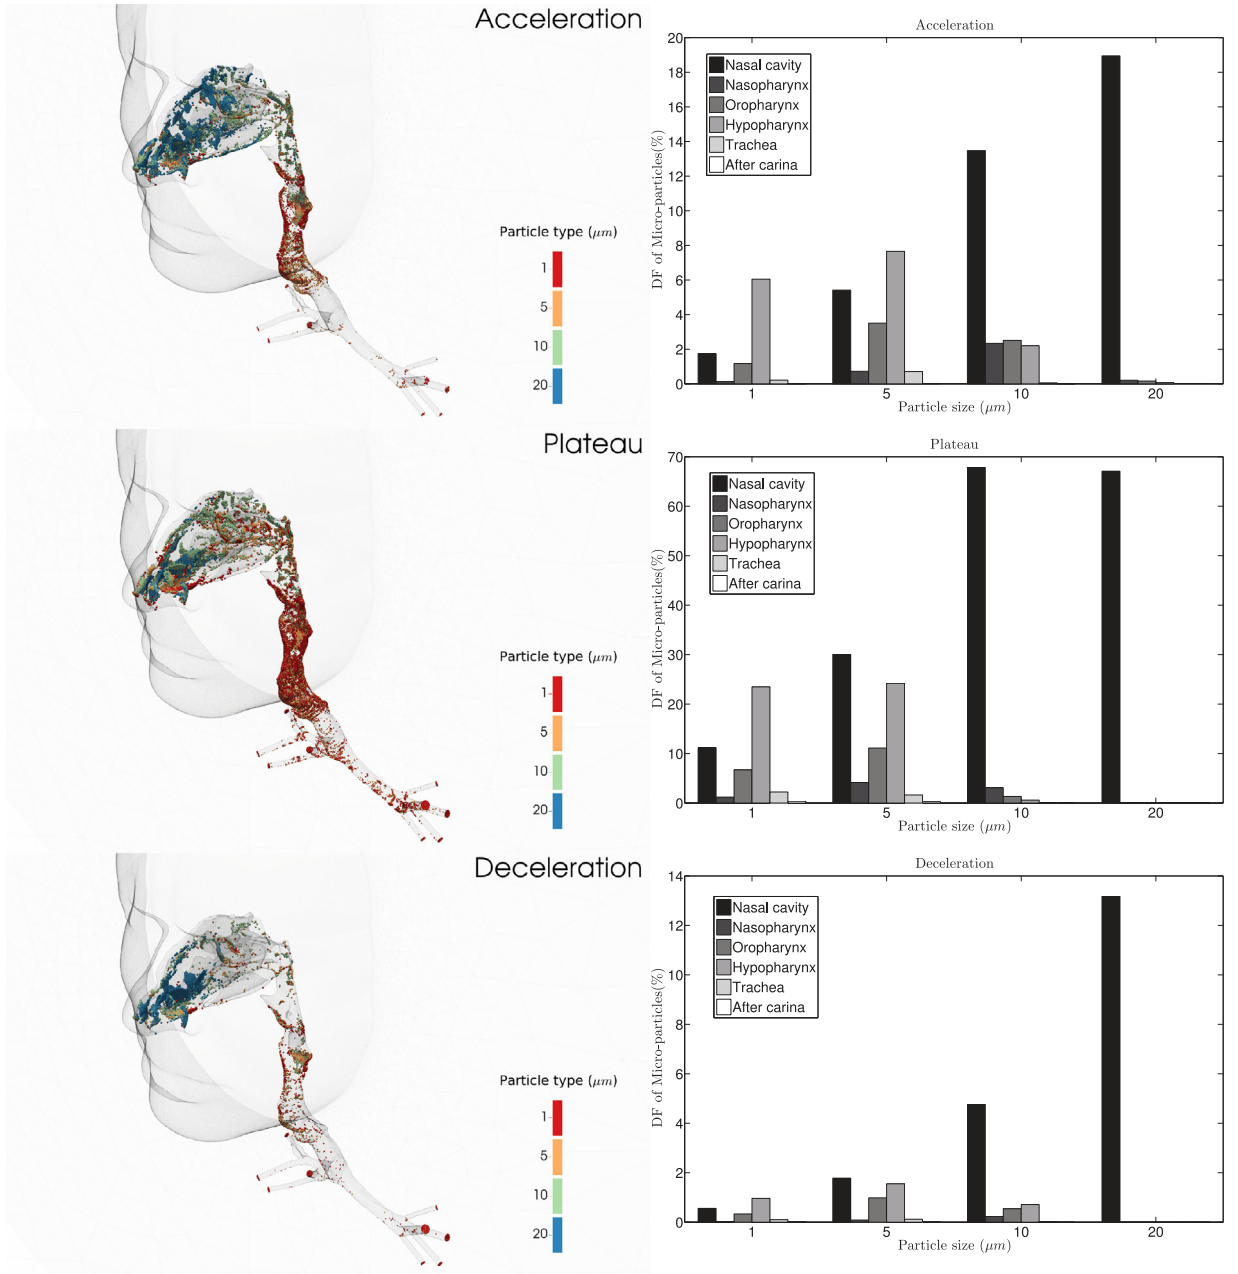 Acceleration
Particle type (μm)
1
5
10
20
Acceleration
DF of Micro-particles(%)
20
18
16
14
12
10
8
6
4
2
0
Nasal cavity
Nasopharynx
Oropharynx
Hypopharynx
Trachea
After carina
1 5 10 20
Particle size (μm)
Plateau
Particle type (μm)
1
5
10
20
Plateau
DF of Micro-particles(%)
70
60
50
40
30
20
10
0
Nasal cavity
Nasopharynx
Oropharynx
Hypopharynx
Trachea
After carina
1 5 10 20
Particle size (μm)
Deceleration
Particle type (μm)
1
5
10
20
Deceleration
DF of Micro-particles(%)
14
12
10
8
6
4
2
0
Nasal cavity
Nasopharynx
Oropharynx
Hypopharynx
Trachea
After carina
1 5 10 20
Particle size (μm)